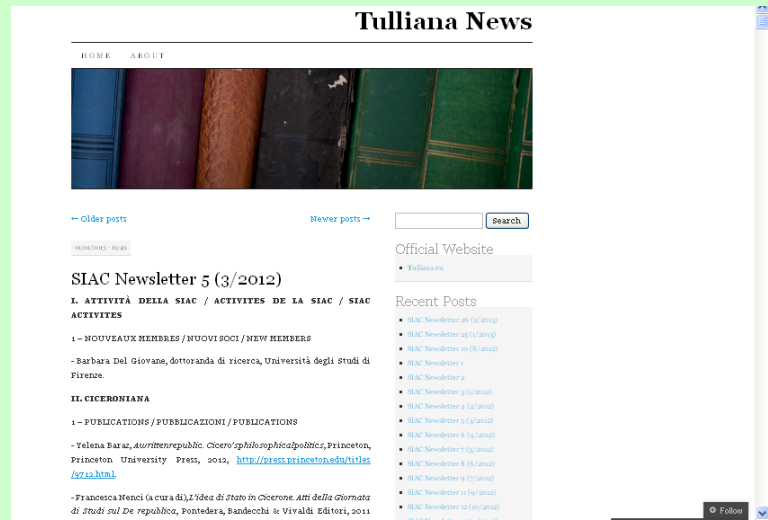 Tulliana News
HOME ABOUT
← Older posts
Newer posts →
01/01/2013 · 19:49
SIAC Newsletter 5 (3/2012)
I. ATTIVITÀ DELLA SIAC / ACTIVITES DE LA SIAC / SIAC
ACTIVITES
1 – NOUVEAUX MEMBRES / NUOVI SOCI / NEW MEMBERS
- Barbara Del Giovane, dottoranda di ricerca, Università degli Studi di
Firenze.
II. CICERONIANA
1 – PUBLICATIONS / PUBBLICAZIONI / PUBLICATIONS
- Yelena Baraz, Awrittenrepublic. Cicero'sphilosophicalpolitics, Princeton,
Princeton University Press, 2012, http://press.princeton.edu/titles
/9712.html.
- Francesca Nenci (a cura di), L'idea di Stato in Cicerone. Atti della Giornata
di Studi sul De republica, Pontedera, Bandecchi & Vivaldi Editori, 2011
Search
Official Website
Tulliana.eu
Recent Posts
SIAC Newsletter 26 (2/2013)
SIAC Newsletter 25 (1/2013)
SIAC Newsletter 10 (8/2012)
SIAC Newsletter 1
SIAC Newsletter 2
SIAC Newsletter 3 (1/2012)
SIAC Newsletter 4 (2/2012)
SIAC Newsletter 5 (3/2012)
SIAC Newsletter 6 (4/2012)
SIAC Newsletter 7 (5/2012)
SIAC Newsletter 8 (6/2012)
SIAC Newsletter 9 (7/2012)
SIAC Newsletter 11 (9/2012)
SIAC Newsletter 12 (10/2012)
Follow